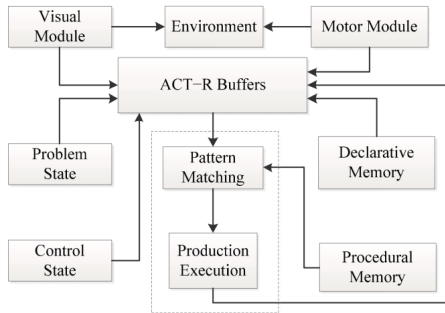 Visual
Module
Environment
Motor Module
ACT−R Buffers
Problem
State
Pattern
Matching
Declarative
Memory
Control
State
Production
Execution
Procedural
Memory